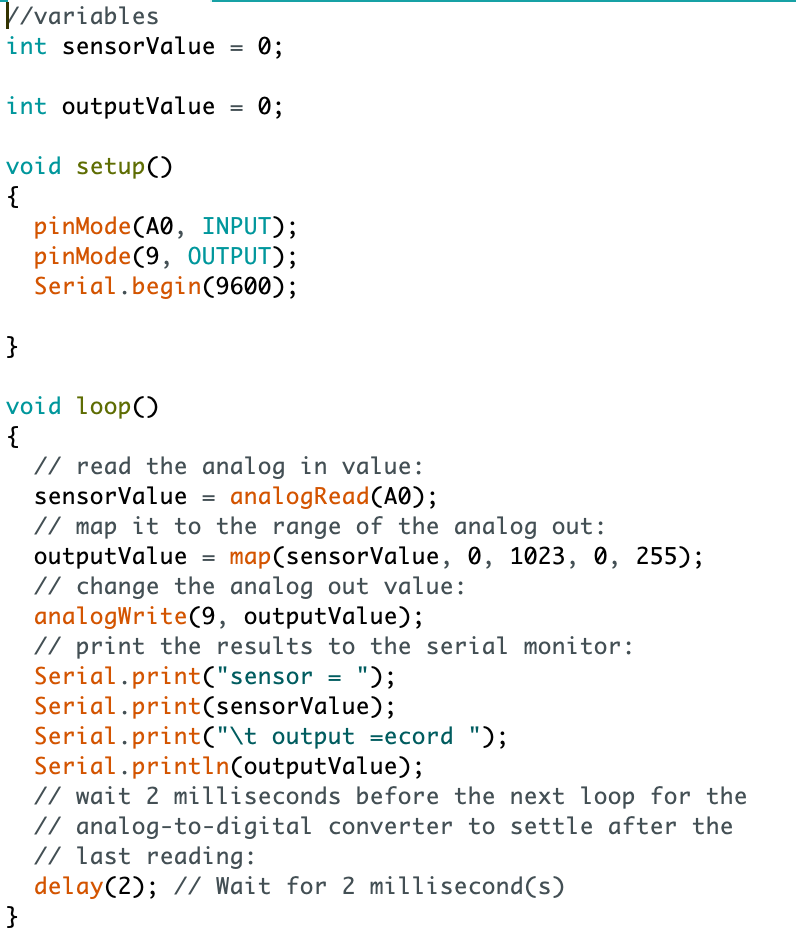 //variables
int sensorValue = 0;
int outputValue = 0;
void setup()
{
pinMode(A0, INPUT);
pinMode(9, OUTPUT);
Serial.begin(9600);
}
void loop()
{
// read the analog in value:
sensorValue = analogRead(A0);
// map it to the range of the analog out:
outputValue = map(sensorValue, 0, 1023, 0, 255);
// change the analog out value:
analogWrite(9, outputValue);
// print the results to the serial monitor:
Serial.print("sensor = ");
Serial.print(sensorValue);
Serial.print("\t output =ecord ");
Serial.println(outputValue);
// wait 2 milliseconds before the next loop for the
// analog-to-digital converter to settle after the
// last reading:
delay(2); // Wait for 2 millisecond(s)
}